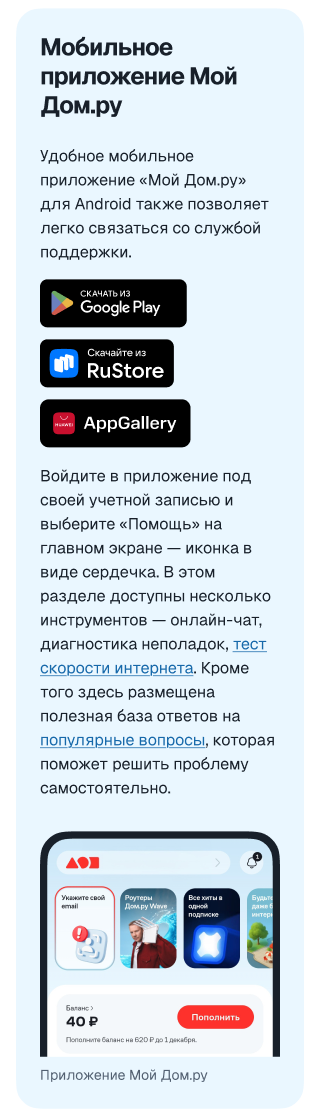 Мобильное
приложение Мой
Дом.ру
Удобное мобильное
приложение «Мой Дом.ру»
для Android также позволяет
легко связаться со службой
поддержки.
СКАЧАТЬ ИЗ
Google Play
Скачайте из
RuStore
HUAWEI
AppGallery
Войдите в приложение под
своей учетной записью и
выберите «Помощь» на
главном экране — иконка в
виде сердечка. В этом
разделе доступны несколько
инструментов — онлайн-чат,
диагностика неполадок, тест
скорости интернета. Кроме
того здесь размещена
полезная база ответов на
популярные вопросы, которая
поможет решить проблему
самостоятельно.
1
Укажите свой
email
Роутеры
Дом.ру Wave
Все хиты в
одной
подписке
Баланс
40 ₽
Пополнить
Пополните баланс на 620 ₽ до 1 декабря.
Приложение Мой Дом.ру